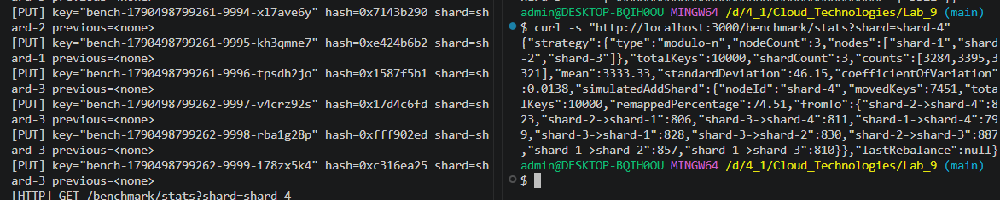 [PUT] key="bench-1790498799261-9994-xl7ave6y" hash=0x7143b290 shard=sh
ard-2 previous=<none>
[PUT] key="bench-1790498799261-9995-kh3qmne7" hash=0xe424b6b2 shard=sh
ard-1 previous=<none>
[PUT] key="bench-1790498799261-9996-tpsdh2jo" hash=0x1587f5b1 shard=sh
ard-3 previous=<none>
[PUT] key="bench-1790498799262-9997-v4crz92s" hash=0x17d4c6fd shard=sh
ard-3 previous=<none>
[PUT] key="bench-1790498799262-9998-rba1g28p" hash=0xfff902ed shard=sh
ard-3 previous=<none>
[PUT] key="bench-1790498799262-9999-i78zx5k4" hash=0xc316ea25 shard=sh
ard-3 previous=<none>
[HTTP] GET /benchmark/stats?shard=shard-4
admin@DESKTOP-BQIH0OU MINGW64 /d/4_1/Cloud_Technologies/Lab_9 (main)
$ curl -s "http://localhost:3000/benchmark/stats?shard=shard-4"
{"strategy":{"type":"modulo-n","nodeCount":3,"nodes":["shard-1","shard
-2","shard-3"]},"totalKeys":10000,"shardCount":3,"counts":[3284,3395,3
321],"mean":3333.33,"standardDeviation":46.15,"coefficientOfVariation"
:0.0138,"simulatedAddShard":{"nodeId":"shard-4","movedKeys":7451,"tota
lKeys":10000,"remappedPercentage":74.51,"fromTo":{"shard-2->shard-4":8
23,"shard-2->shard-1":806,"shard-3->shard-4":811,"shard-1->shard-4":79
9,"shard-3->shard-1":828,"shard-3->shard-2":830,"shard-2->shard-3":887
,"shard-1->shard-2":857,"shard-1->shard-3":810}},"lastRebalance":null}
admin@DESKTOP-BQIH0OU MINGW64 /d/4_1/Cloud_Technologies/Lab_9 (main)
$